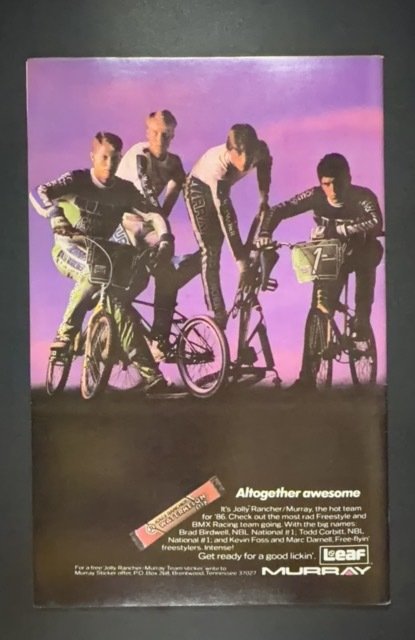 1
Altogether awesome
It's Jolly Rancher/Murray, the hot team
for '86. Check out the most rad Freestyle and
BMX Racing team going. With the big names:
Brad Birdwell, NBL National #1; Todd Corbitt, NBL
National #1; and Kevin Foss and Marc Darnell, Free-flyin'
freestylers. Intense!
Get ready for a good lickin'.
Leaf
For a free Jolly Rancher/Murray Team sticker, write to
Murray Sticker offer, P.O. Box 268, Brentwood, Tennessee 37027
MURRAY
WATERMELON